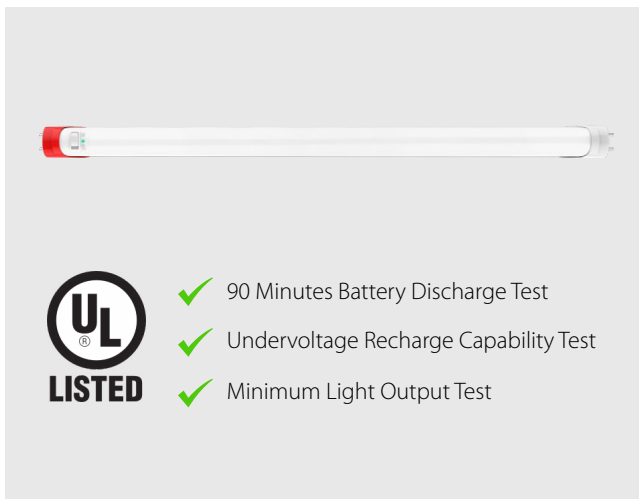 UL
®
LISTED
90 Minutes Battery Discharge Test
Undervoltage Recharge Capability Test
Minimum Light Output Test